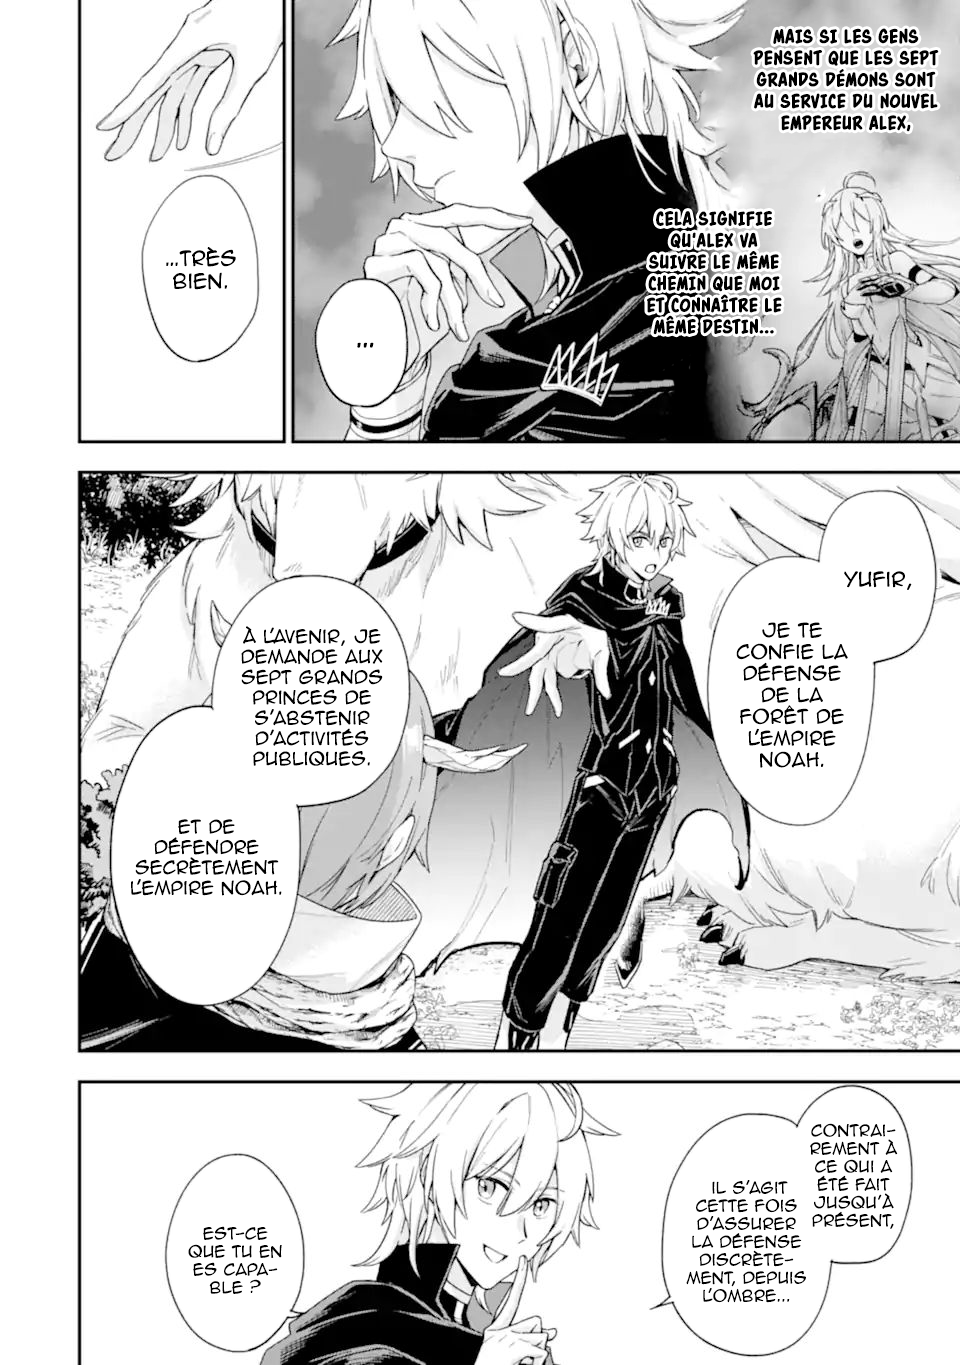 MAIS SI LES GENS
PENSENT QUE LES SEPT
GRANDS DÉMONS SONT
AU SERVICE DU NOUVEL
EMPEREUR ALEX,
CELA SIGNIFIE
QU'ALEX VA
SUIVRE LE MÊME
CHEMIN QUE MOI
ET CONNAÎTRE LE
MÊME DESTIN...
...
...TRÈS
BIEN.
YUFIR,
JE TE
CONFIE LA
DÉFENSE
DE LA
FORÊT DE
L'EMPIRE
NOAH.
À L'AVENIR, JE
DEMANDE AUX
SEPT GRANDS
PRINCES DE
S'ABSTENIR
D'ACTIVITÉS
PUBLIQUES.
ET DE
DÉFENDRE
SECRÈTEMENT
L'EMPIRE NOAH.
CONTRAI-
REMENT À
CE QUI A
ÉTÉ FAIT
JUSQU'À
PRÉSENT,
IL S'AGIT
CETTE FOIS
D'ASSURER
LA DÉFENSE
DISCRÈTE-
MENT, DEPUIS
L'OMBRE...
EST-CE
QUE TU EN
ES CAPA-
BLE ?